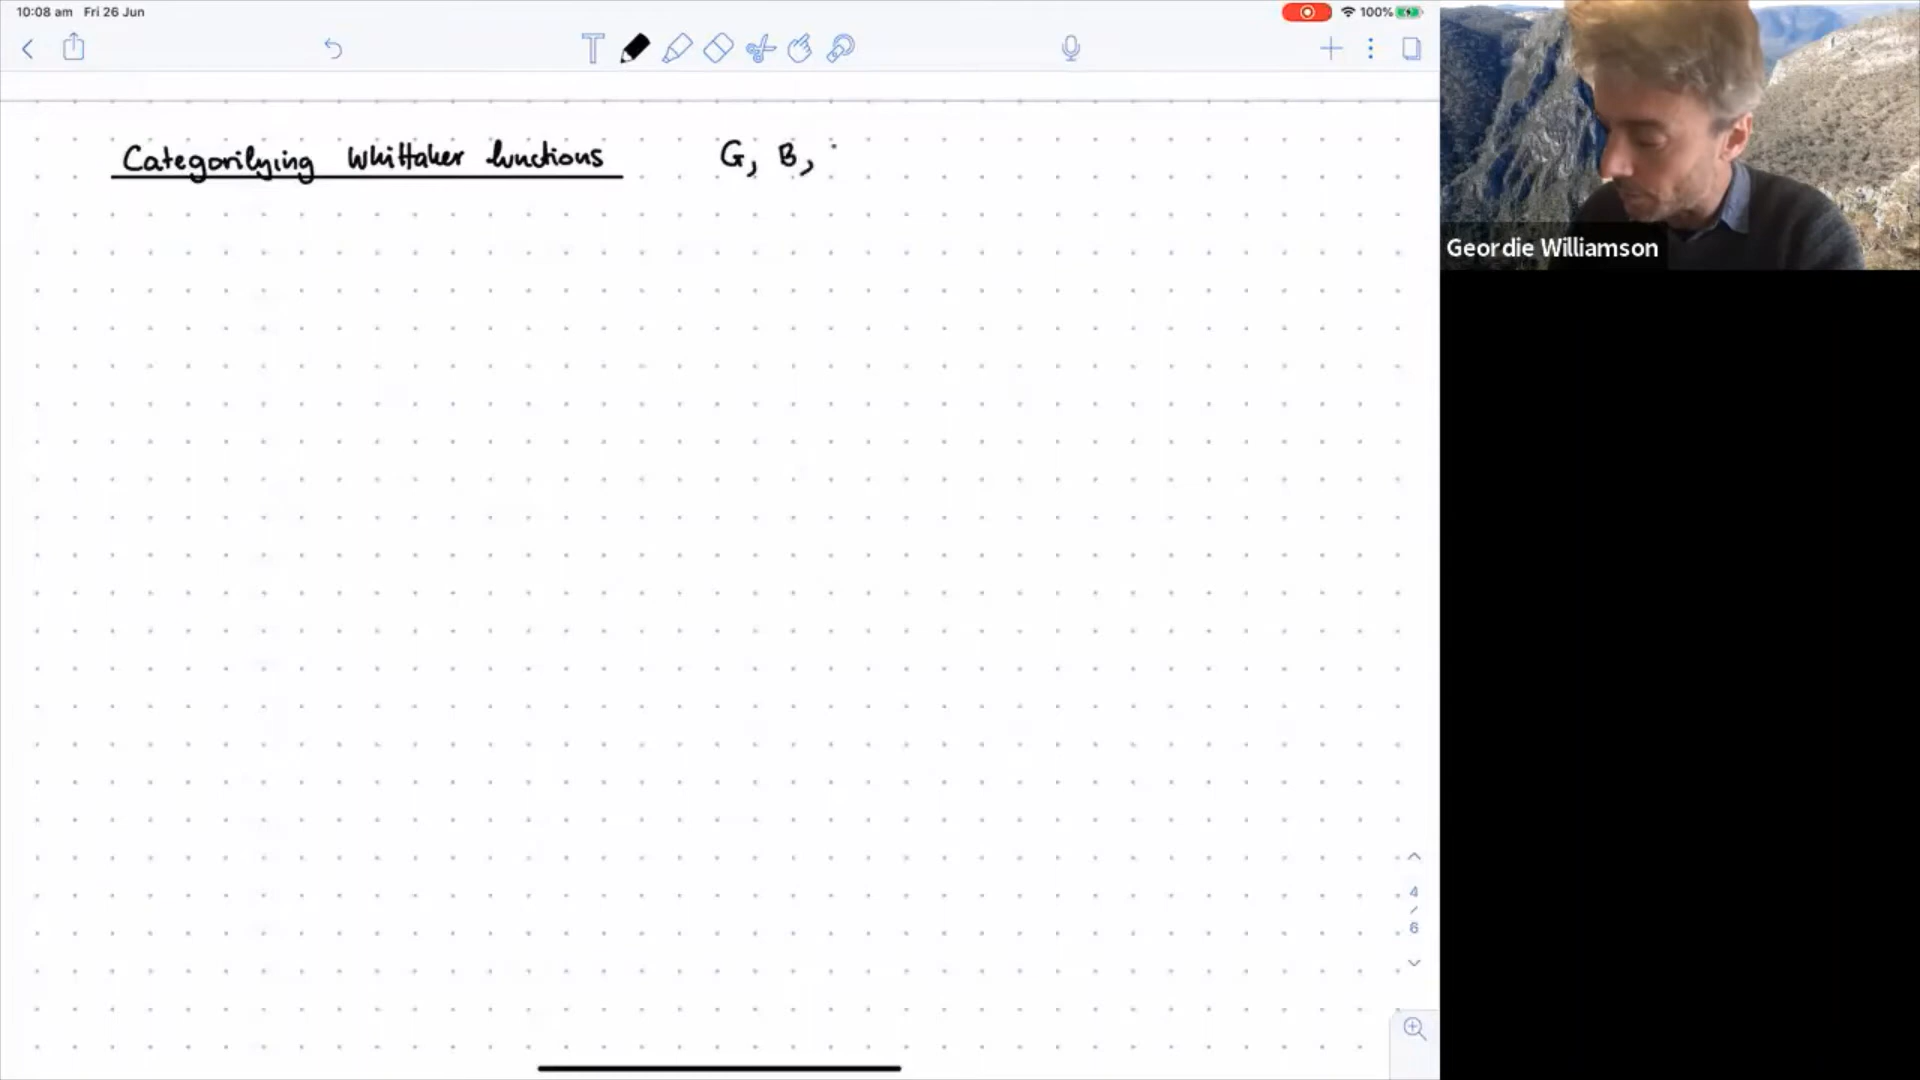 10:08 am Fri 26 Jun
100%
Categorifying Whittaker functions G, B,
Geordie Williamson
4
/
6